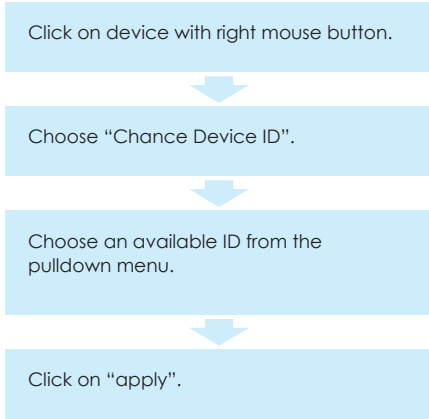 Click on device with right mouse button.
Choose “Chance Device ID”.
Choose an available ID from the
pulldown menu.
Click on “apply”.